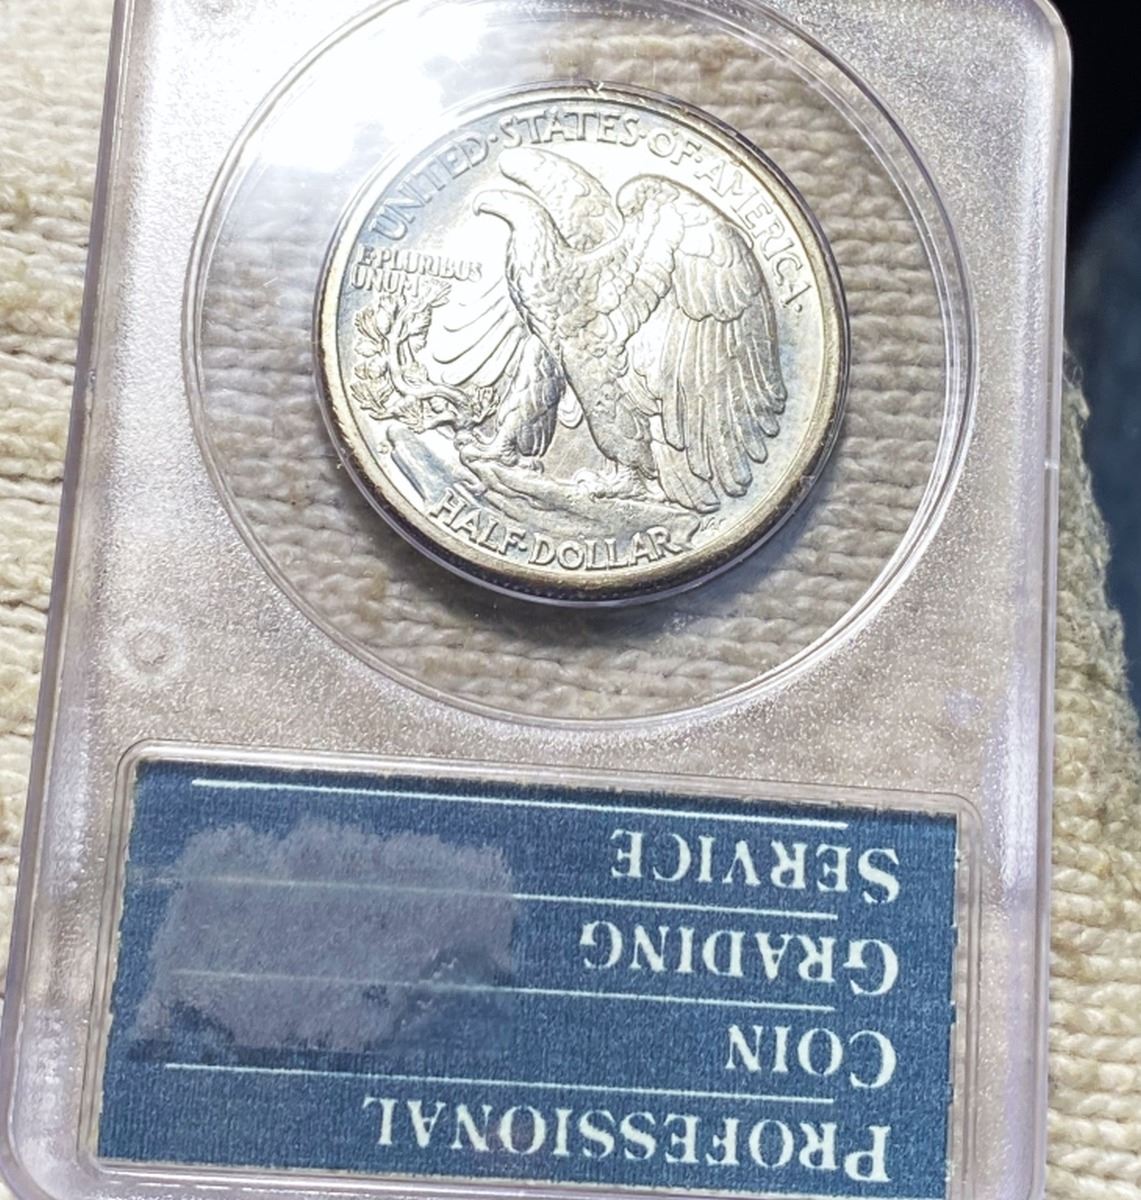 UNITED·STATES·OF·AMERICA·
E·PLURIBUS
UNUM
HALF·DOLLAR
PROFESSIONAL
COIN
GRADING
SERVICE